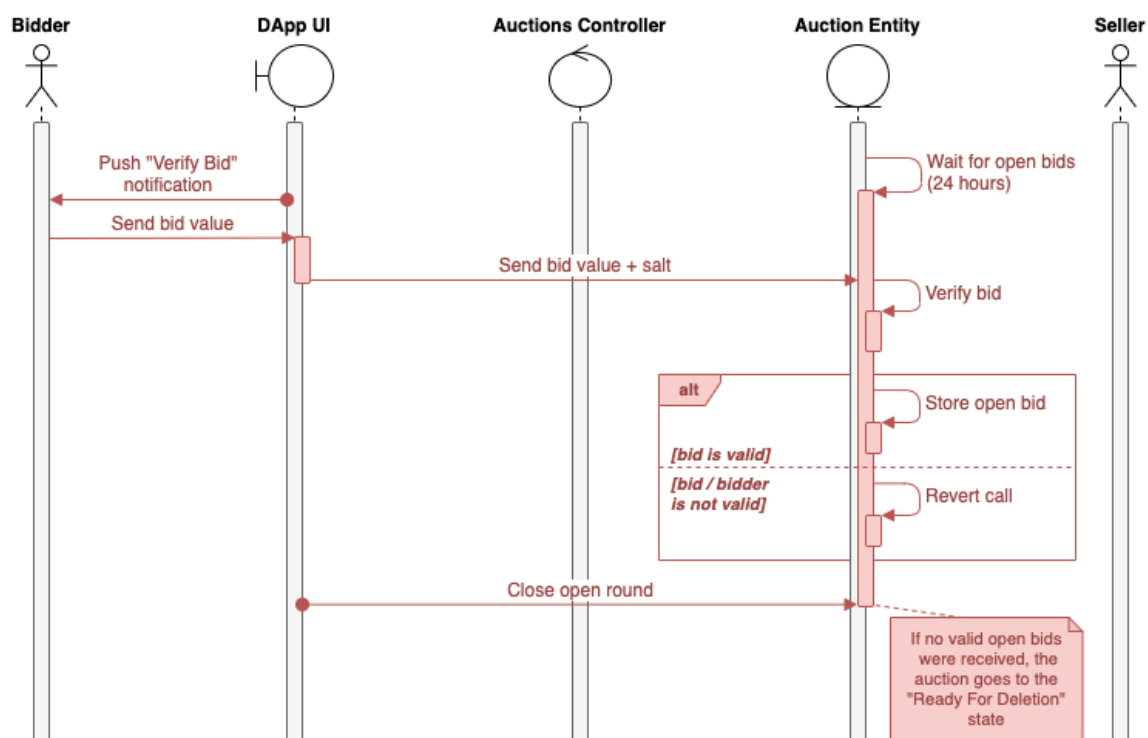 Bidder
DApp UI
Auctions Controller
Auction Entity
Seller
Push "Verify Bid"
notification
Wait for open bids
(24 hours)
Send bid value
Send bid value + salt
Verify bid
alt
Store open bid
[bid is valid]
[bid / bidder
is not valid]
Revert call
Close open round
If no valid open bids
were received, the
auction goes to the
"Ready For Deletion"
state